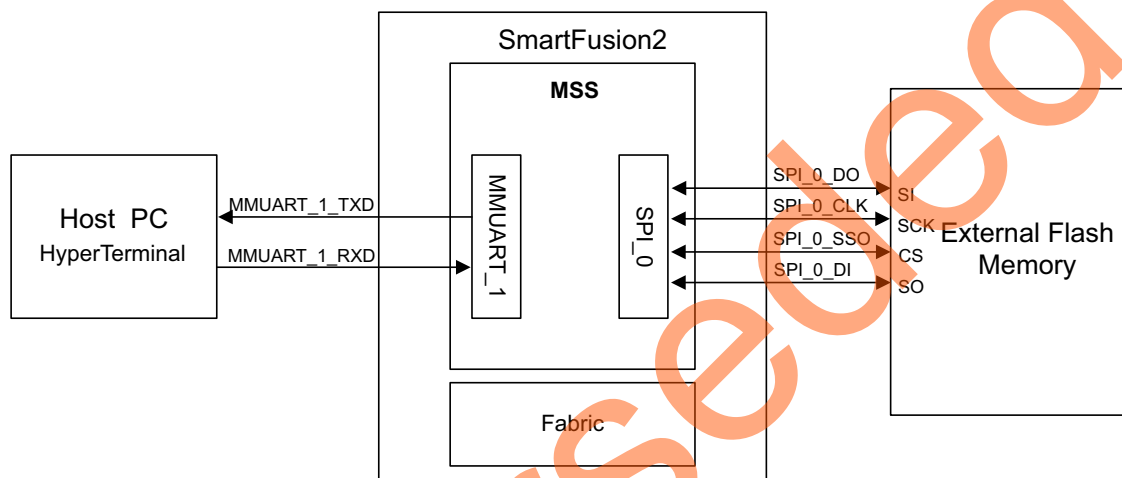 SmartFusion2
MSS
Host PC
HyperTerminal
MMUART_1_TXD
MMUART_1_RXD
MMUART_1
SPI_0
SPI_0_DO
SPI_0_CLK
SPI_0_SSO
SPI_0_DI
SI
SCK
CS
SO
External Flash
Memory
Fabric